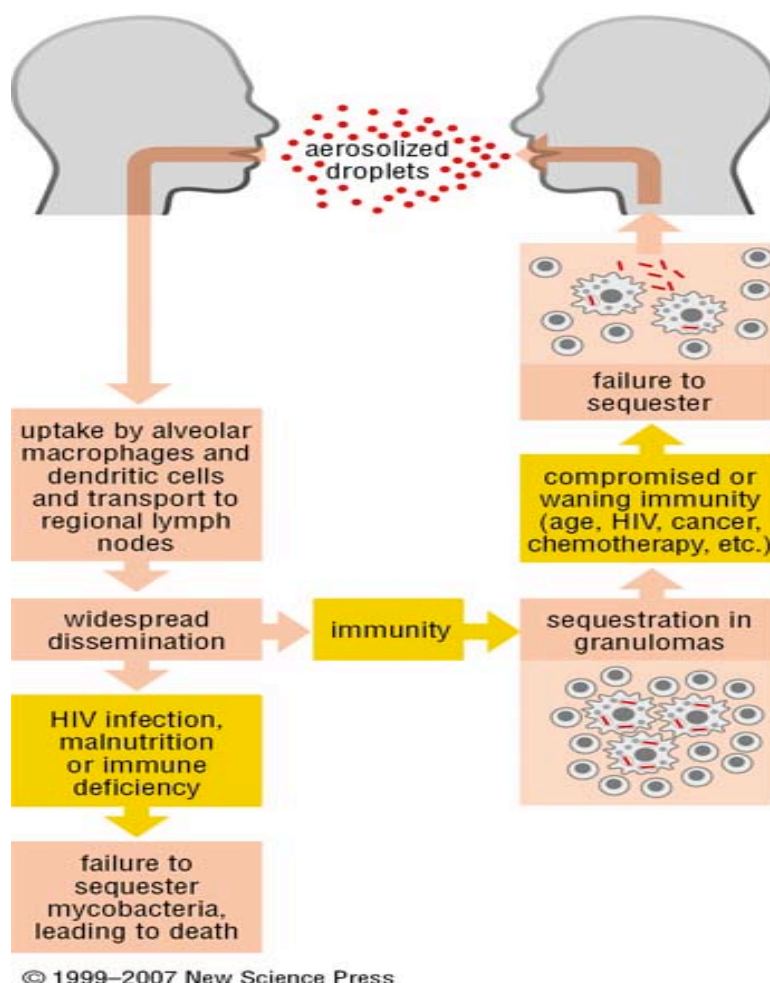 aerosolized
droplets
uptake by alveolar
macrophages and
dendritic cells
and transport to
regional lymph
nodes
widespread
dissemination
HIV infection,
malnutrition
or immune
deficiency
failure to
sequester
mycobacteria,
leading to death
immunity
sequestration in
granulomas
compromised or
waning immunity
(age, HIV, cancer,
chemotherapy, etc.)
failure to
sequester
© 1999–2007 New Science Press